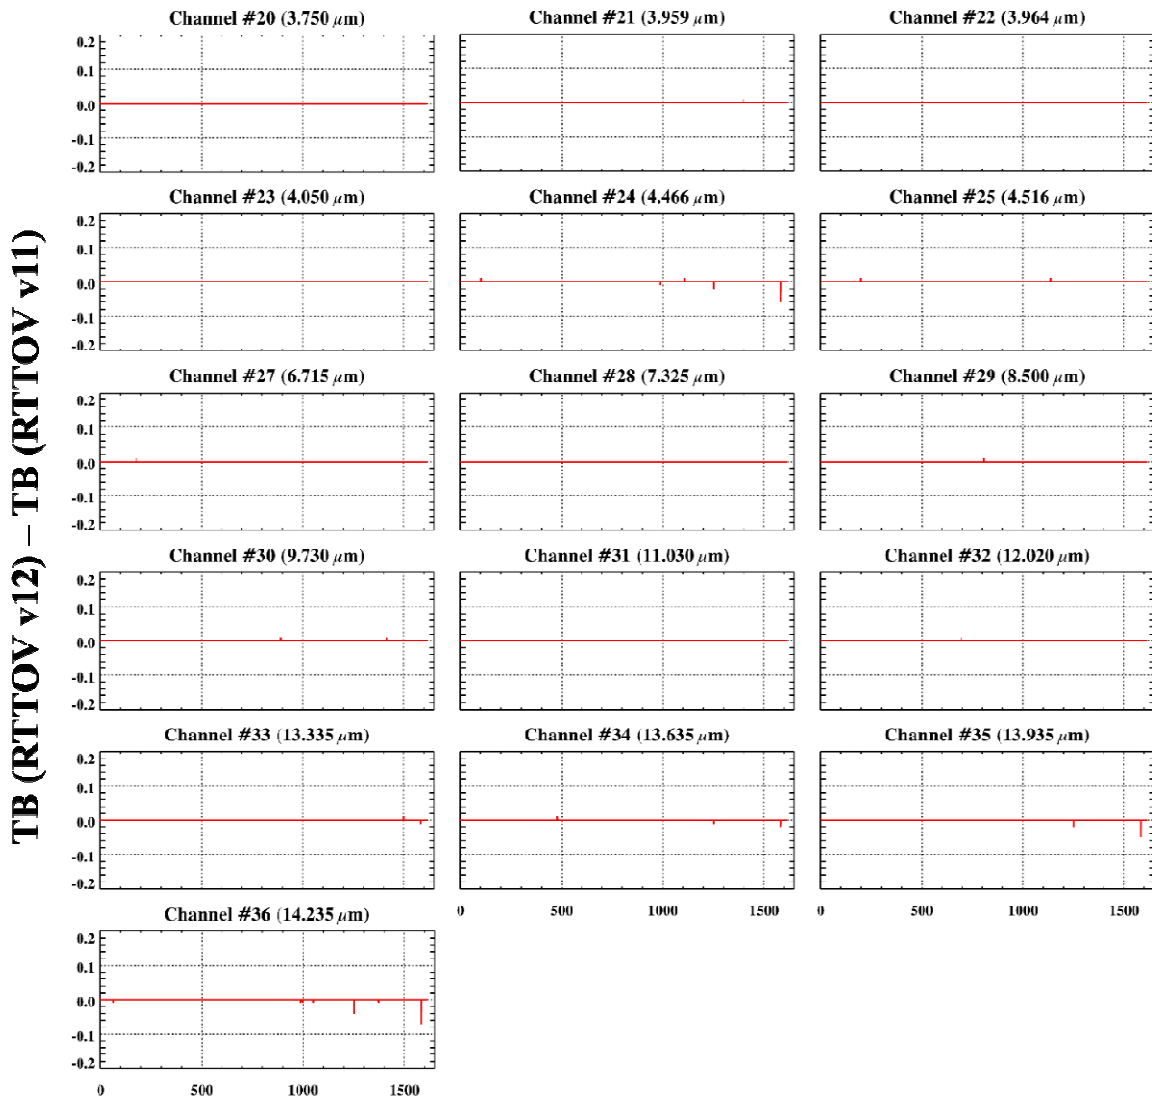 TB (RTTOV v12) – TB (RTTOV v11)
Channel #20 (3.750 μm)
Channel #21 (3.959 μm)
Channel #22 (3.964 μm)
0.2
0.1
0.0
-0.1
-0.2
Channel #23 (4.050 μm)
Channel #24 (4.466 μm)
Channel #25 (4.516 μm)
0.2
0.1
0.0
-0.1
-0.2
Channel #27 (6.715 μm)
Channel #28 (7.325 μm)
Channel #29 (8.500 μm)
0.2
0.1
0.0
-0.1
-0.2
Channel #30 (9.730 μm)
Channel #31 (11.030 μm)
Channel #32 (12.020 μm)
0.2
0.1
0.0
-0.1
-0.2
Channel #33 (13.335 μm)
Channel #34 (13.635 μm)
Channel #35 (13.935 μm)
0.2
0.1
0.0
-0.1
-0.2
0 500 1000 1500
0 500 1000 1500
Channel #36 (14.235 μm)
0.2
0.1
0.0
-0.1
-0.2
0 500 1000 1500